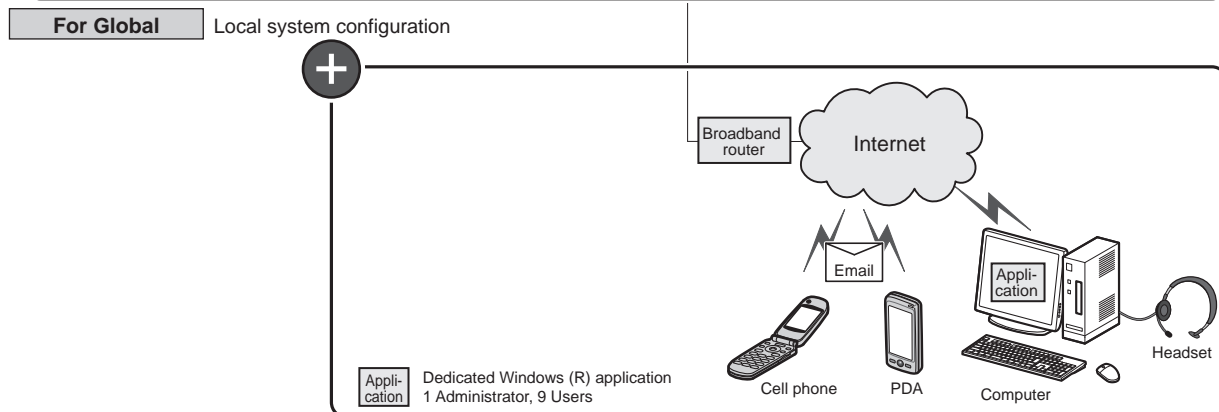 For Global
Local system configuration
Broadband
router
Internet
Email
Appli-
cation
Headset
Cell phone
PDA
Computer
Appli-
cation
Dedicated Windows (R) application
1 Administrator, 9 Users